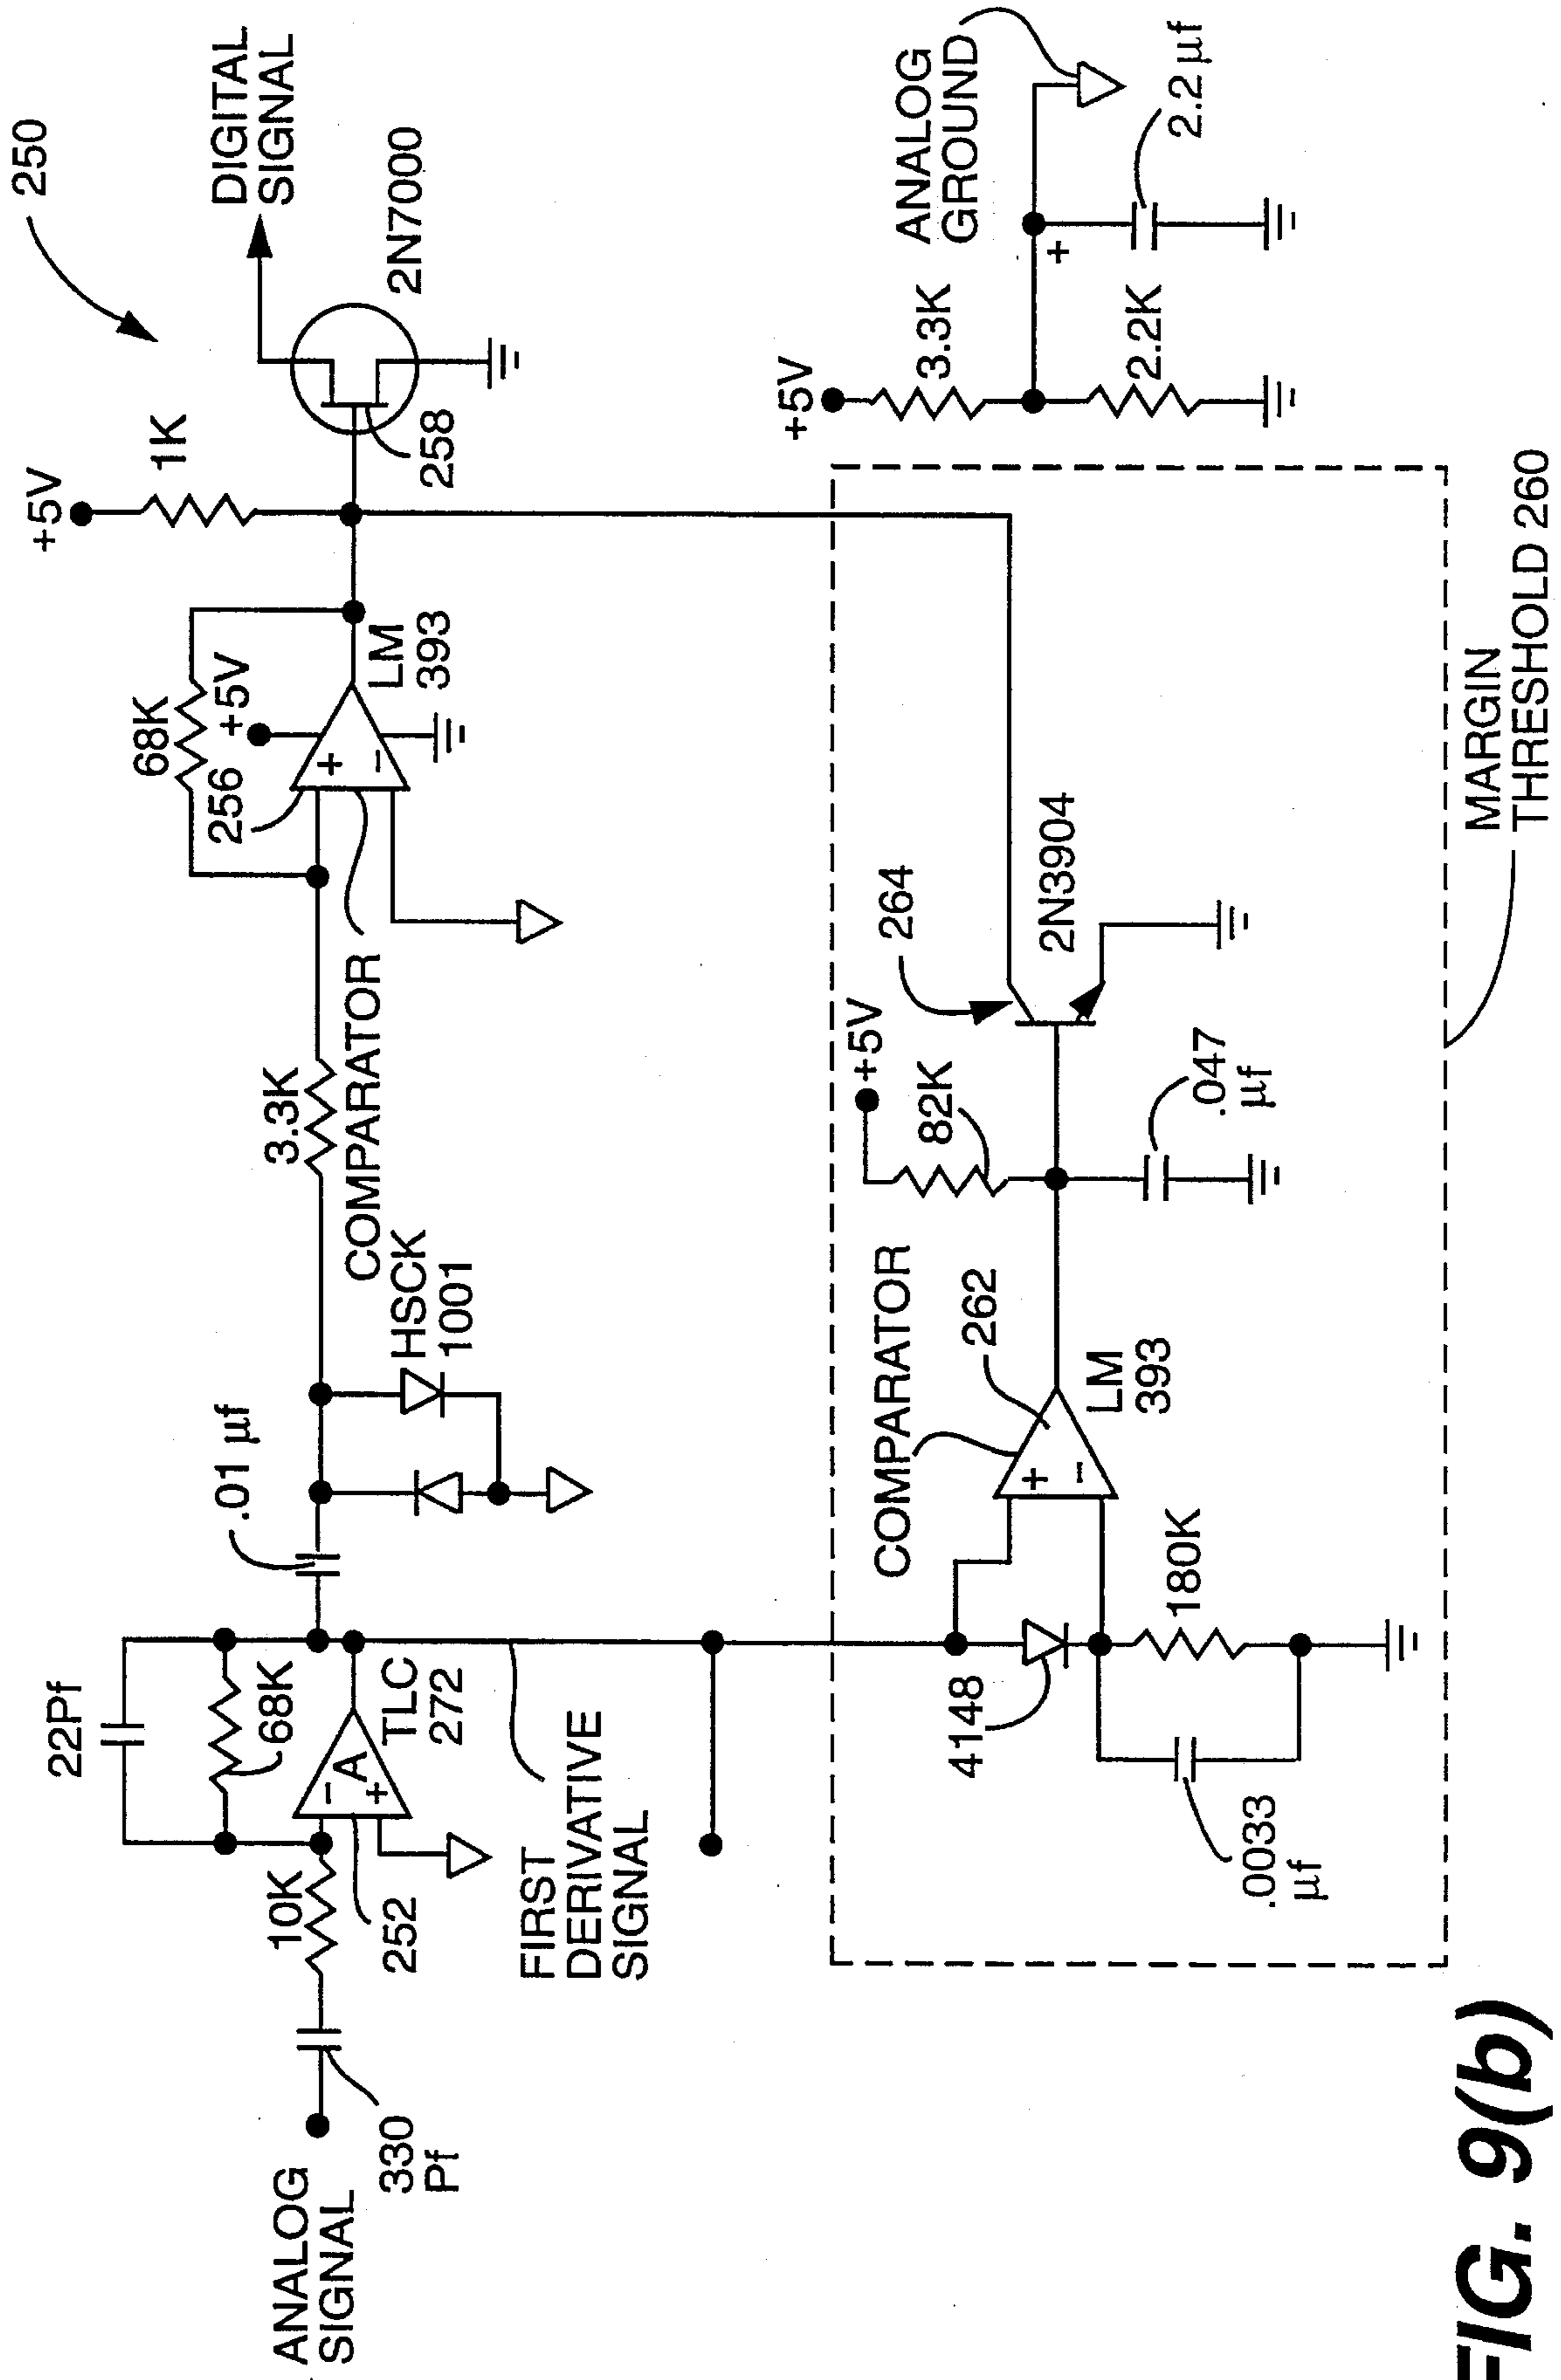 250
+5V
1K
DIGITAL
SIGNAL
2N7000
258
22Pf
68K
.01 µf
68K
+5V
256
+
−
LM
393
ANALOG
SIGNAL
330
Pf
10K
252
−
A
+
TLC
272
HSCK
1001
3.3K
COMPARATOR
FIRST
DERIVATIVE
SIGNAL
+5V
3.3K
2.2K
+
ANALOG
GROUND
2.2 µf
4148
.0033
µf
180K
COMPARATOR
262
+
−
LM
393
+5V
82K
.047
µf
264
2N3904
MARGIN
THRESHOLD 260
FIG. 9(b)